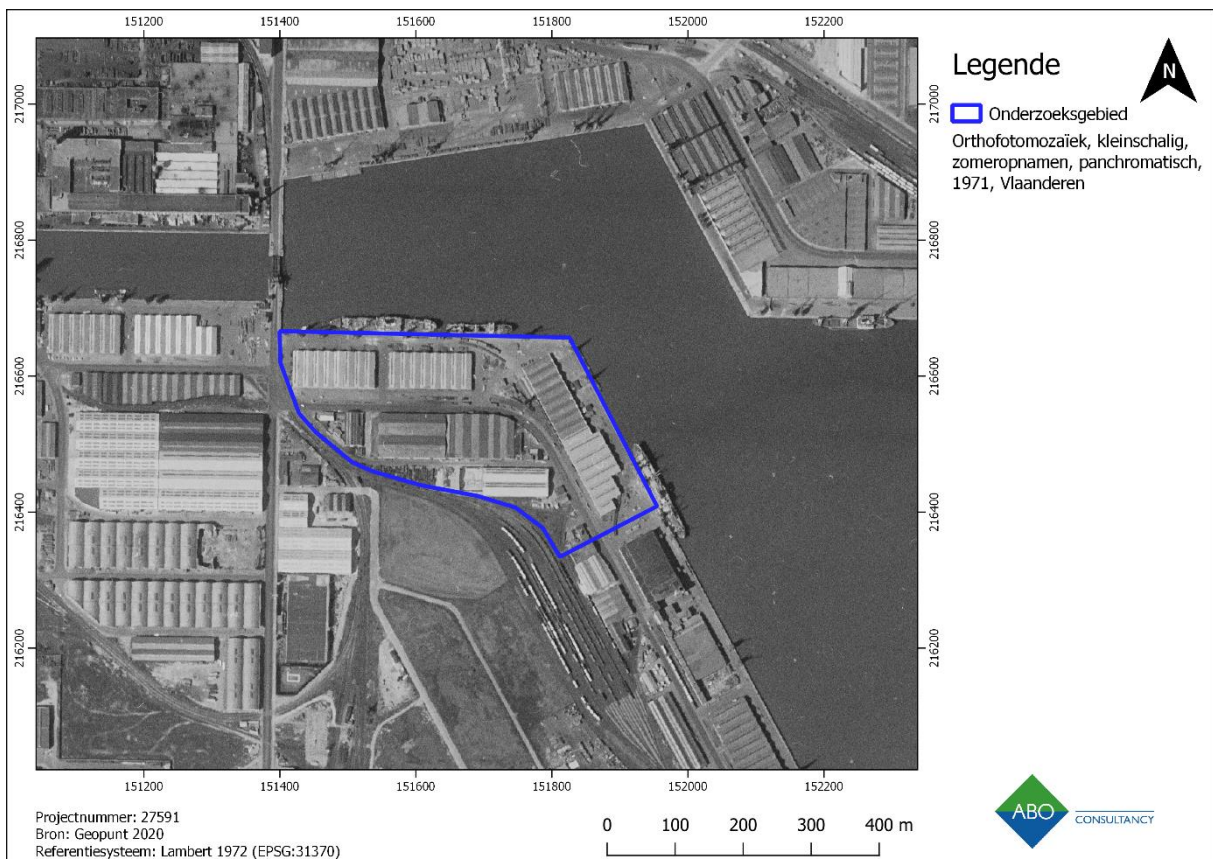 151200 151400 151600 151800 152000 152200
217000 217000
216800 216800
216600 216600
216400 216400
216200 216200
151200 151400 151600 151800 152000 152200
Legende
N
Onderzoeksgebied
Orthofotomozaïek, kleinschalig,
zomeropnamen, panchromatisch,
1971, Vlaanderen
Projectnummer: 27591
Bron: Geopunt 2020
Referentiesysteem: Lambert 1972 (EPSG:31370)
0 100 200 300 400 m
ABO CONSULTANCY